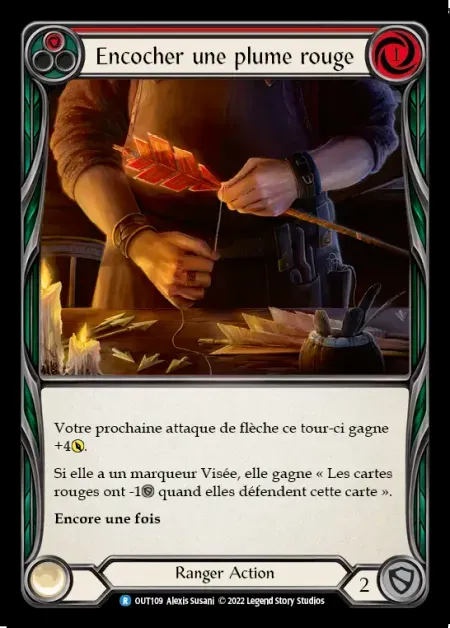 Encocher une plume rouge
1
Votre prochaine attaque de flèche ce tour-ci gagne
+4.
Si elle a un marqueur Visée, elle gagne « Les cartes
rouges ont -1 quand elles défendent cette carte ».
Encore une fois
Ranger Action
2
R OUT109 Alexis Susani © 2022 Legend Story Studios